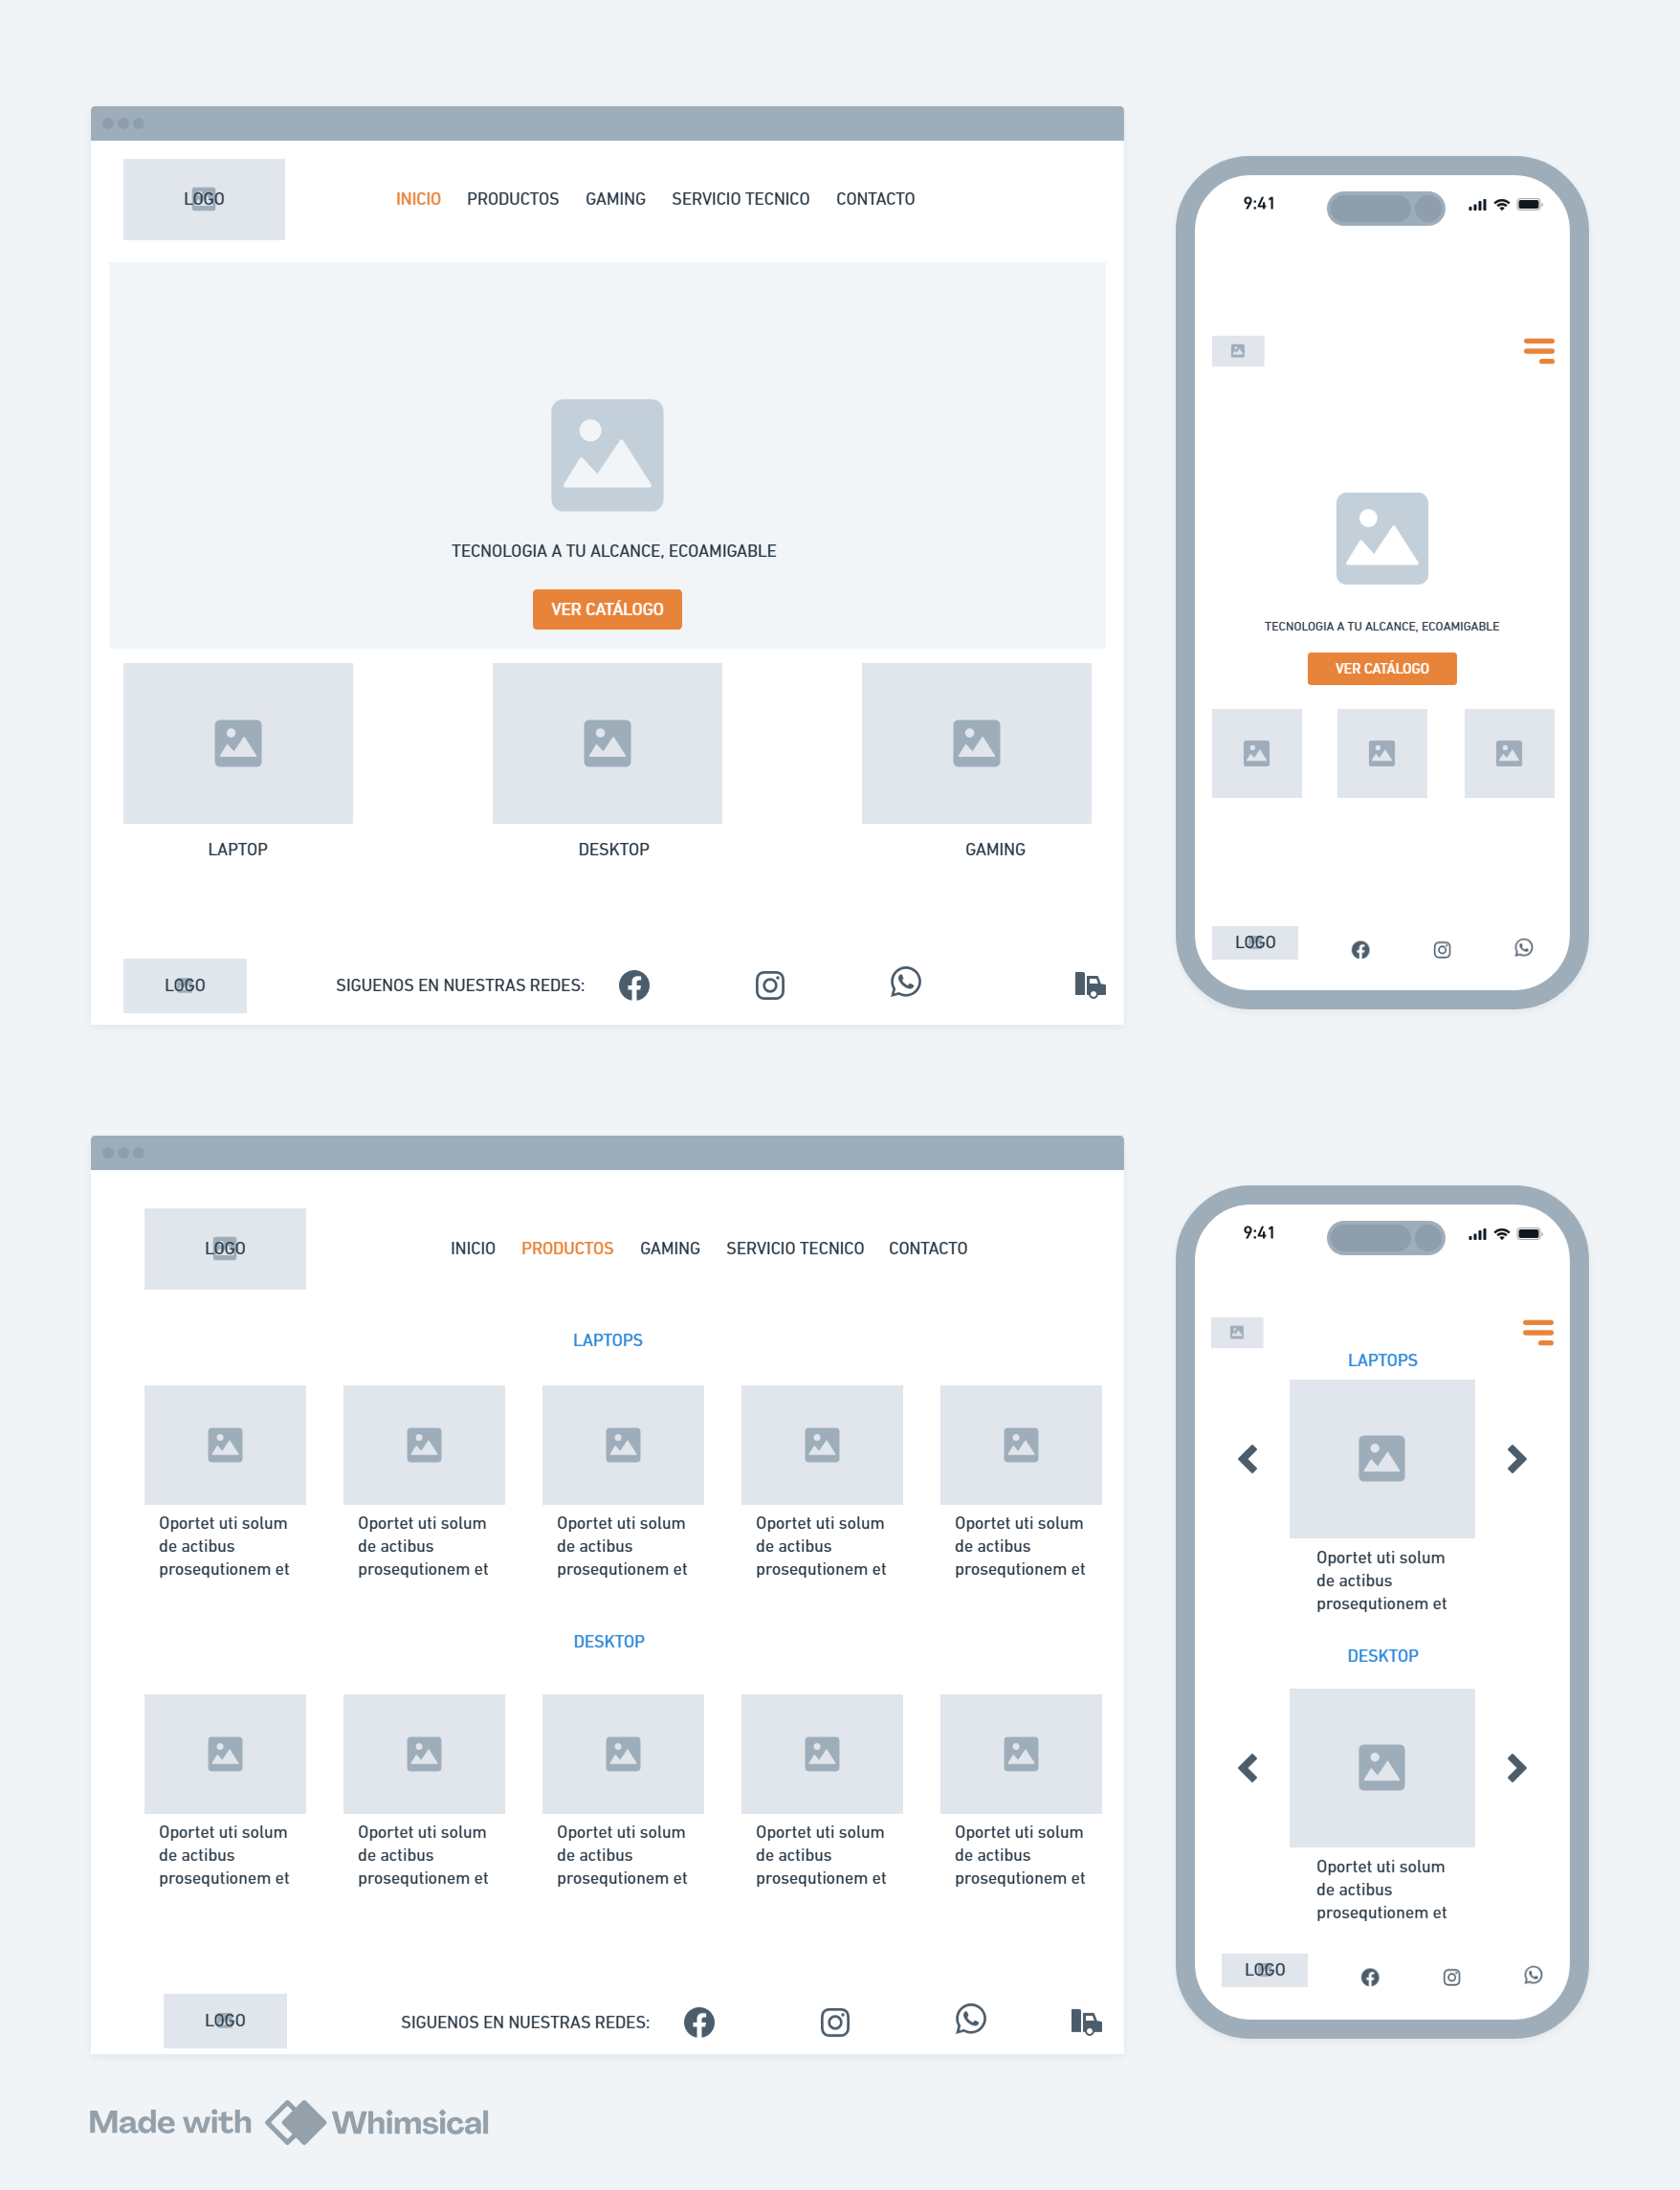 LOGO
INICIO PRODUCTOS GAMING SERVICIO TECNICO CONTACTO
TECNOLOGIA A TU ALCANCE, ECOAMIGABLE
VER CATÁLOGO
LAPTOP DESKTOP GAMING
LOGO SIGUENOS EN NUESTRAS REDES:
9:41
TECNOLOGIA A TU ALCANCE, ECOAMIGABLE
VER CATÁLOGO
LOGO
LOGO
INICIO PRODUCTOS GAMING SERVICIO TECNICO CONTACTO
LAPTOPS
Oportet uti solum Oportet uti solum Oportet uti solum Oportet uti solum Oportet uti solum
de actibus de actibus de actibus de actibus de actibus
prosequtionem et prosequtionem et prosequtionem et prosequtionem et prosequtionem et
DESKTOP
Oportet uti solum Oportet uti solum Oportet uti solum Oportet uti solum Oportet uti solum
de actibus de actibus de actibus de actibus de actibus
prosequtionem et prosequtionem et prosequtionem et prosequtionem et prosequtionem et
LOGO SIGUENOS EN NUESTRAS REDES:
9:41
LAPTOPS
Oportet uti solum
de actibus
prosequtionem et
DESKTOP
Oportet uti solum
de actibus
prosequtionem et
LOGO
Made with Whimsical